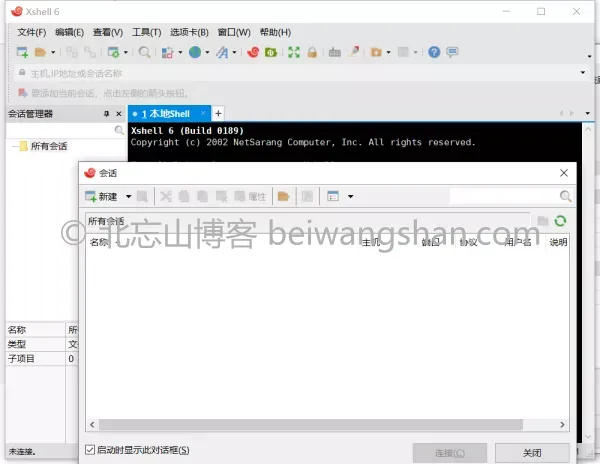 Xshell 6
文件(F) 编辑(E) 查看(V) 工具(T) 选项卡(B) 窗口(W) 帮助(H)
主机,IP地址或会话名称
要添加当前会话，点击左侧的箭头按钮。
会话管理器
1 本地Shell
所有会话
Xshell 6 (Build 0189)
Copyright (c) 2002 NetSarang Computer, Inc. All rights reserved.
会话
新建 属性
所有会话
© 北忘山博客 beiwangshan.com
名称 主机 端口 协议 用户名 说明
名称 所
类型 文
子项目 0
启动时显示此对话框(S)
连接(C) 关闭
未连接。